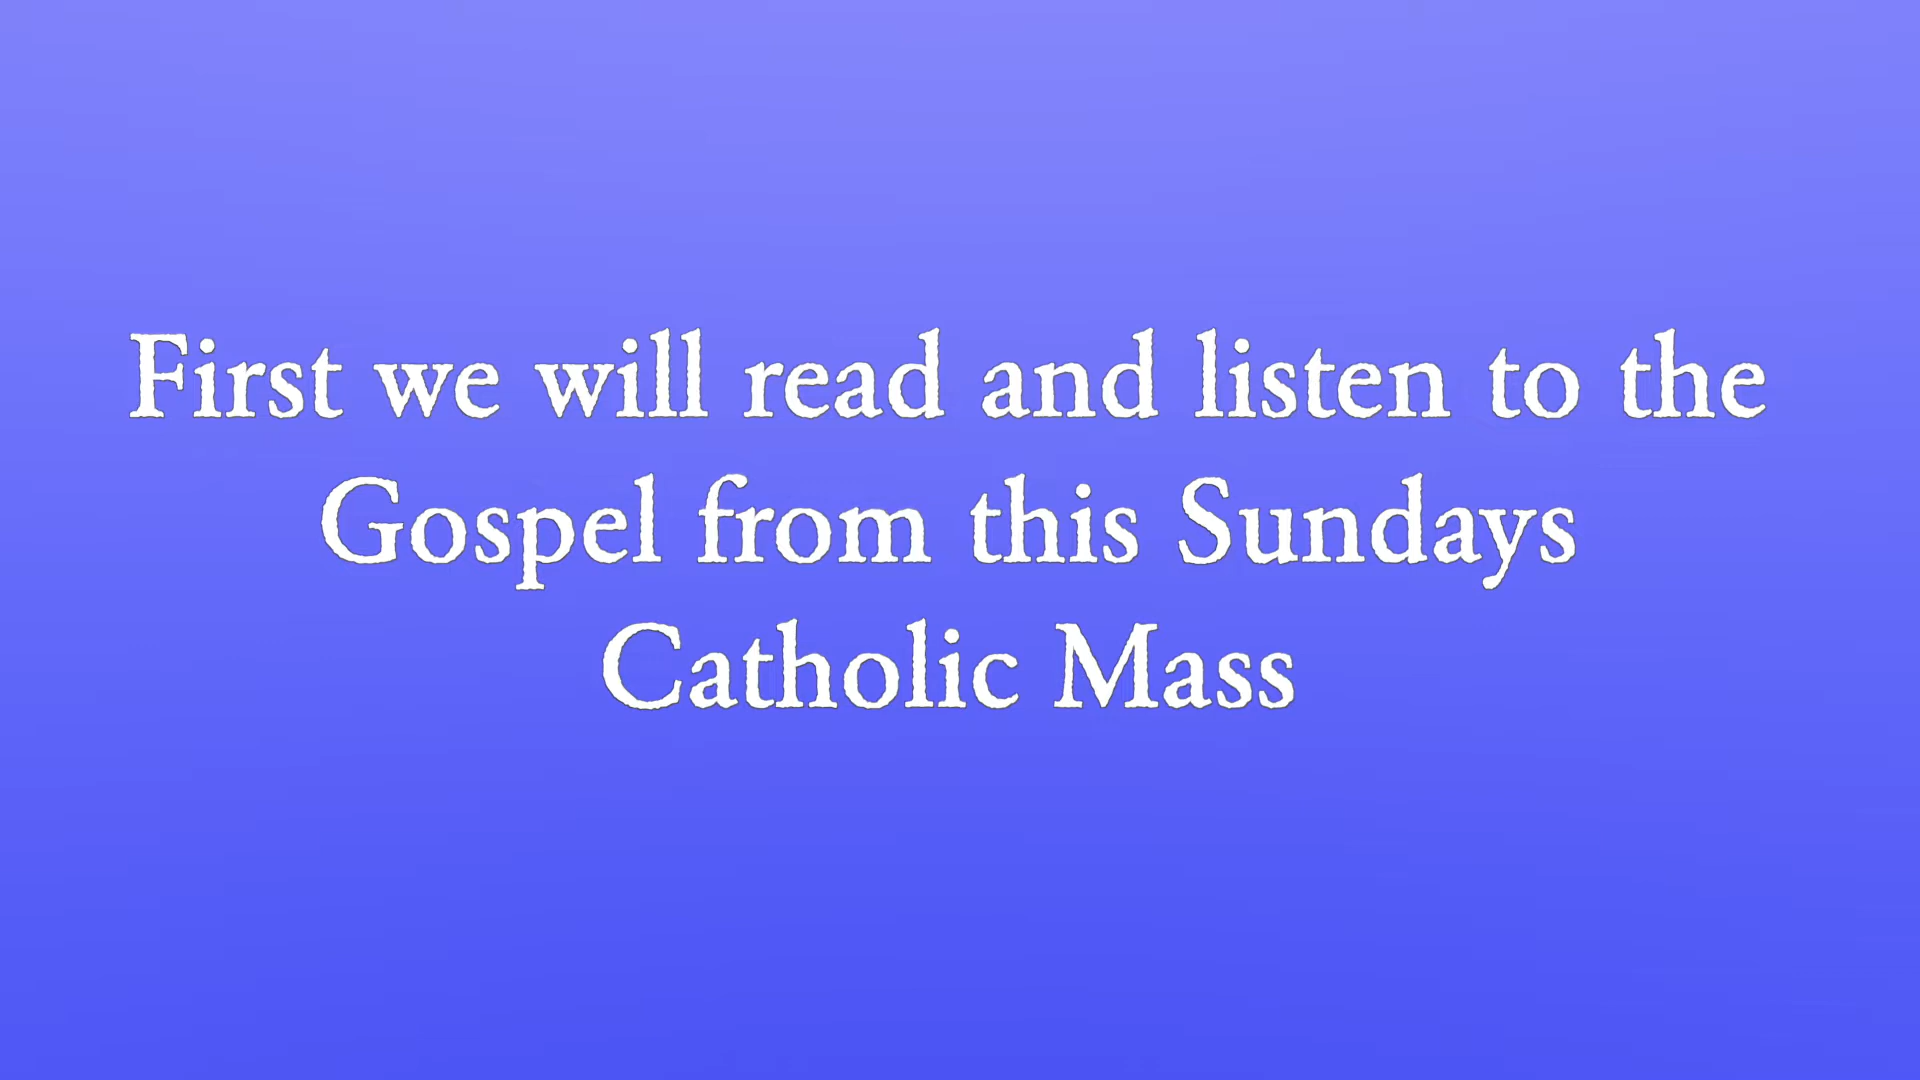 First we will read and listen to the
Gospel from this Sundays
Catholic Mass